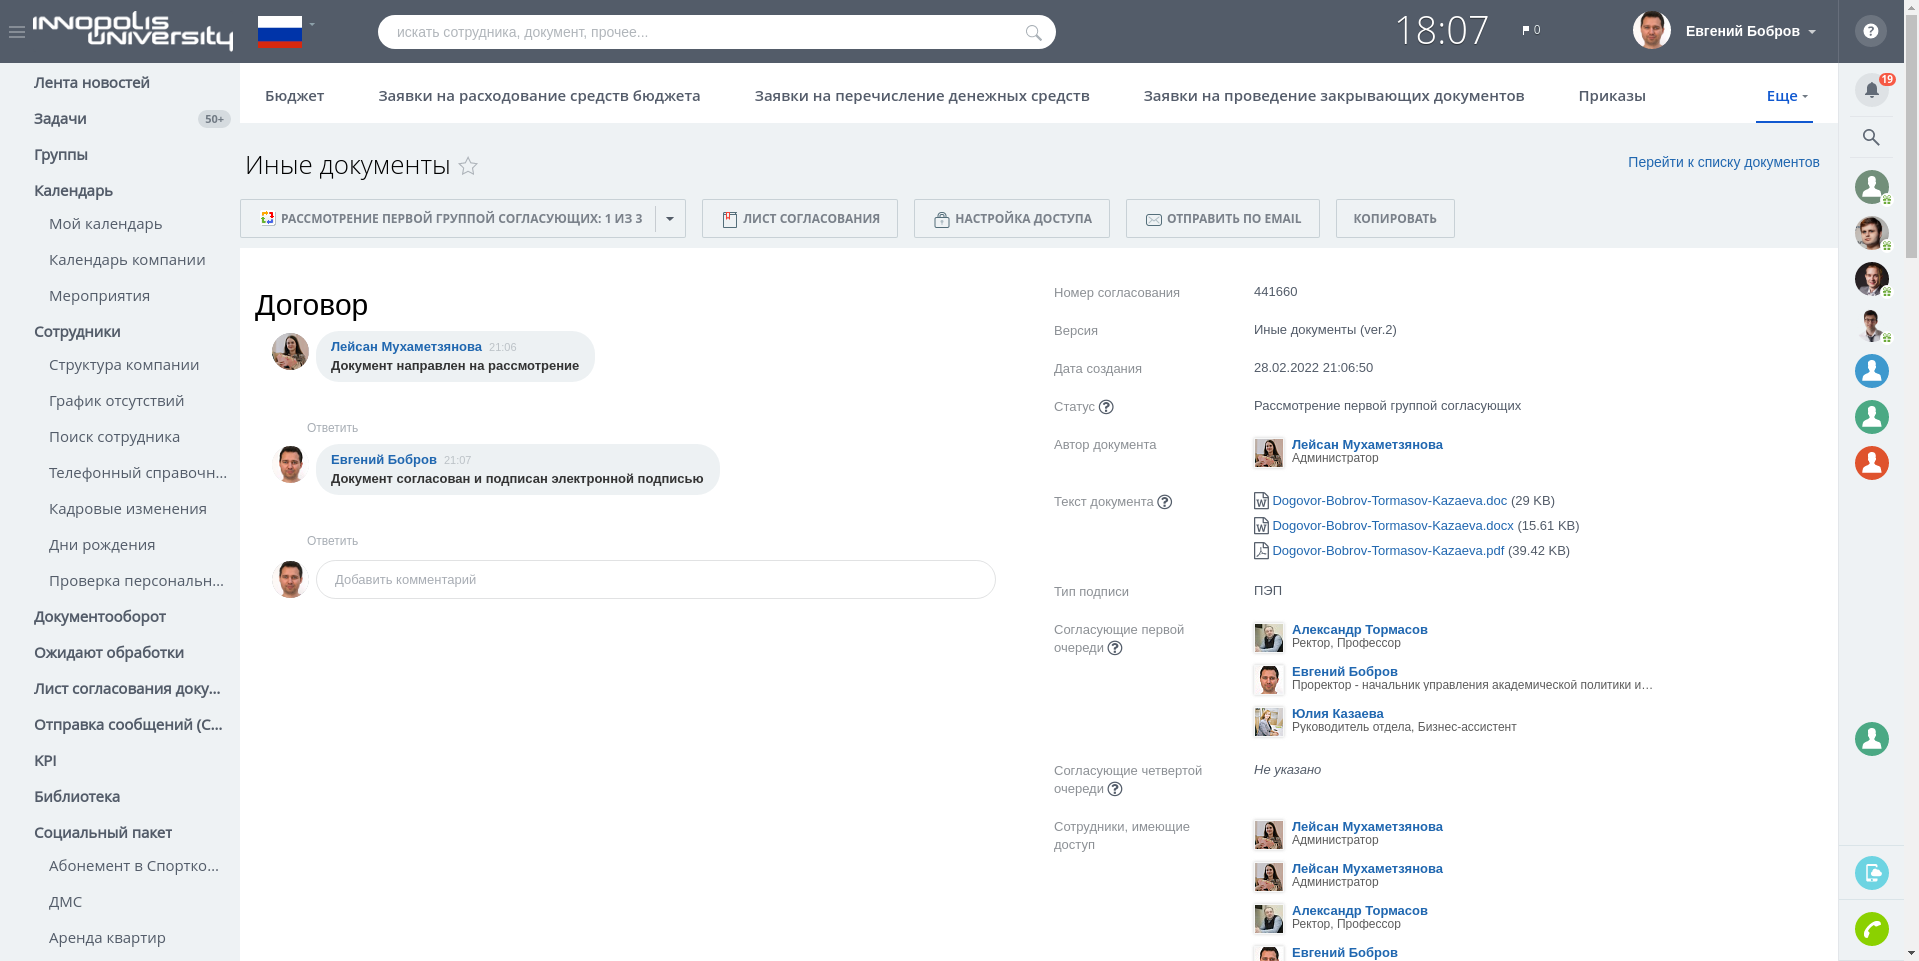 INNOPOLIS
UNIVERSITY
искать сотрудника, документ, прочее...
18:07
0
Евгений Бобров
?
19
Лента новостей
Задачи
50+
Группы
Календарь
Мой календарь
Календарь компании
Мероприятия
Сотрудники
Структура компании
График отсутствий
Поиск сотрудника
Телефонный справочн...
Кадровые изменения
Дни рождения
Проверка персональн...
Документооборот
Ожидают обработки
Лист согласования доку...
Отправка сообщений (С...
KPI
Библиотека
Социальный пакет
Абонемент в Спортко...
ДМС
Аренда квартир
Бюджет
Заявки на расходование средств бюджета
Заявки на перечисление денежных средств
Заявки на проведение закрывающих документов
Приказы
Еще
Иные документы
Перейти к списку документов
РАССМОТРЕНИЕ ПЕРВОЙ ГРУППОЙ СОГЛАСУЮЩИХ: 1 ИЗ 3
ЛИСТ СОГЛАСОВАНИЯ
НАСТРОЙКА ДОСТУПА
ОТПРАВИТЬ ПО EMAIL
КОПИРОВАТЬ
Договор
Лейсан Мухаметзянова 21:06
Документ направлен на рассмотрение
Ответить
Евгений Бобров 21:07
Документ согласован и подписан электронной подписью
Ответить
Добавить комментарий
Номер согласования
441660
Версия
Иные документы (ver.2)
Дата создания
28.02.2022 21:06:50
Статус ?
Рассмотрение первой группой согласующих
Автор документа
Лейсан Мухаметзянова
Администратор
Текст документа ?
Dogovor-Bobrov-Tormasov-Kazaeva.doc (29 KB)
Dogovor-Bobrov-Tormasov-Kazaeva.docx (15.61 KB)
Dogovor-Bobrov-Tormasov-Kazaeva.pdf (39.42 KB)
Тип подписи
ПЭП
Согласующие первой
очереди ?
Александр Тормасов
Ректор, Профессор
Евгений Бобров
Проректор - начальник управления академической политики и…
Юлия Казаева
Руководитель отдела, Бизнес-ассистент
Согласующие четвертой
очереди ?
Не указано
Сотрудники, имеющие
доступ
Лейсан Мухаметзянова
Администратор
Лейсан Мухаметзянова
Администратор
Александр Тормасов
Ректор, Профессор
Евгений Бобров